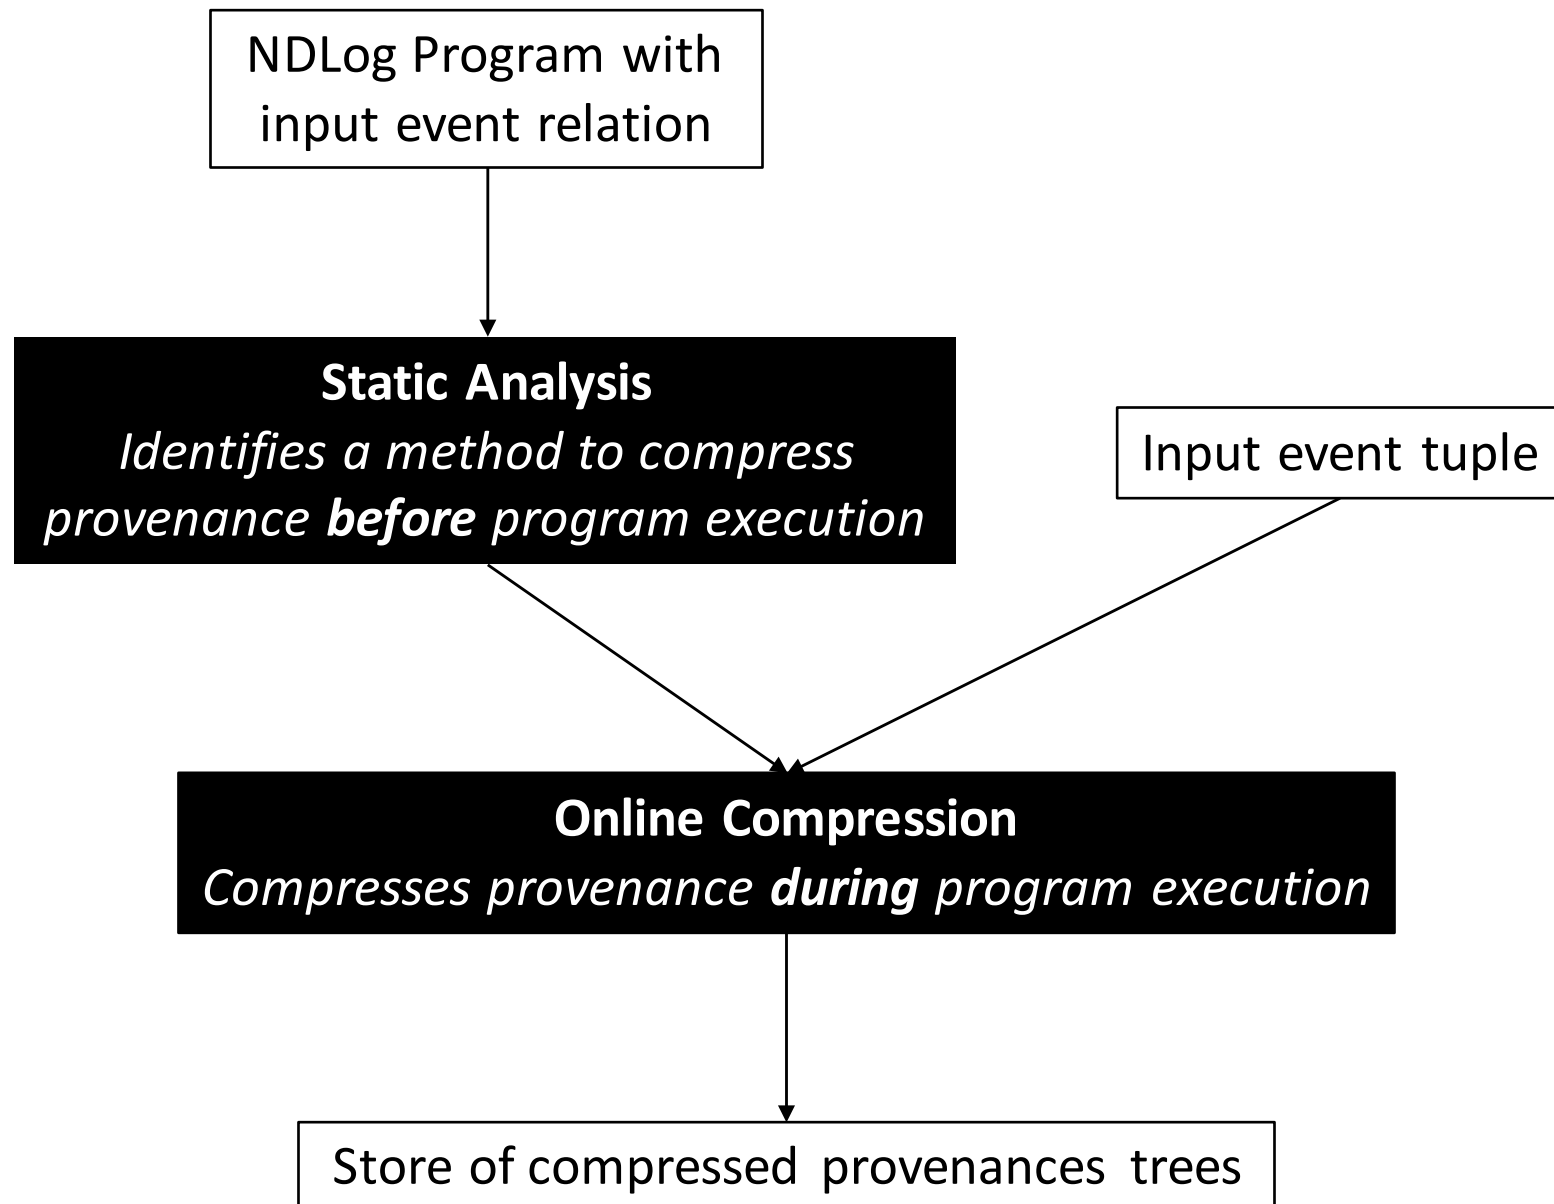 NDLog Program with
input event relation
Static Analysis
Identifies a method to compress
provenance before program execution
Input event tuple
Online Compression
Compresses provenance during program execution
Store of compressed provenances trees